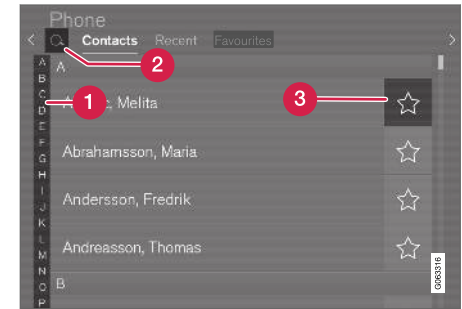 Phone
Contacts Recent Favourites
2
A
A
B
C
D
E
F
G
H
I
J
K
L
M
N
O
P
1
Melita
3
Abrahamsson, Maria
Andersson, Fredrik
Andreasson, Thomas
B
G063316